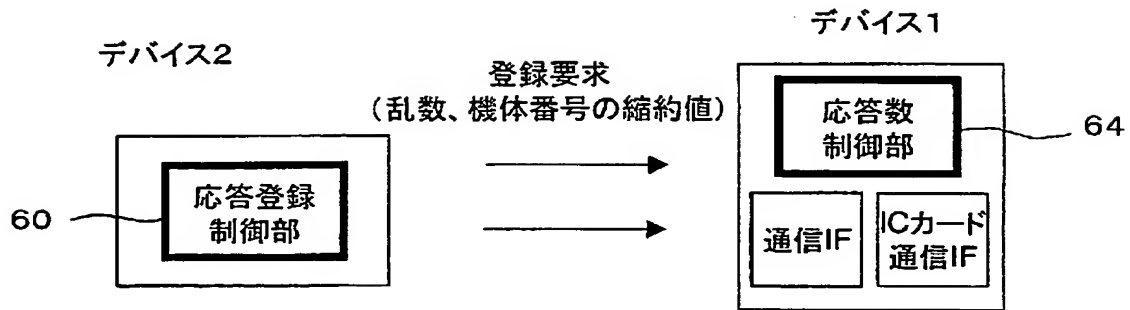 デバイス2
デバイス1
登録要求
(乱数、機体番号の縮約値)
応答登録
制御部
60
応答数
制御部
64
通信IF
ICカード
通信IF